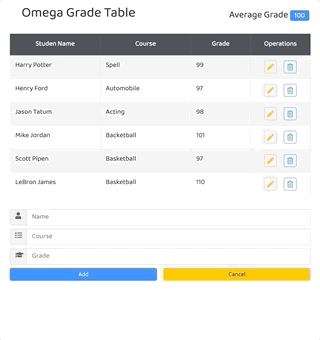 Omega Grade Table
Average Grade 100
Studen Name Course Grade Operations
Harry Potter Spell 99
Henry Ford Automobile 97
Jason Tatum Acting 98
Mike Jordan Backetball 101
Scott Pipen Basketball 97
LeBron James Basketball 110
Name
Course
Grade
Add Cancel